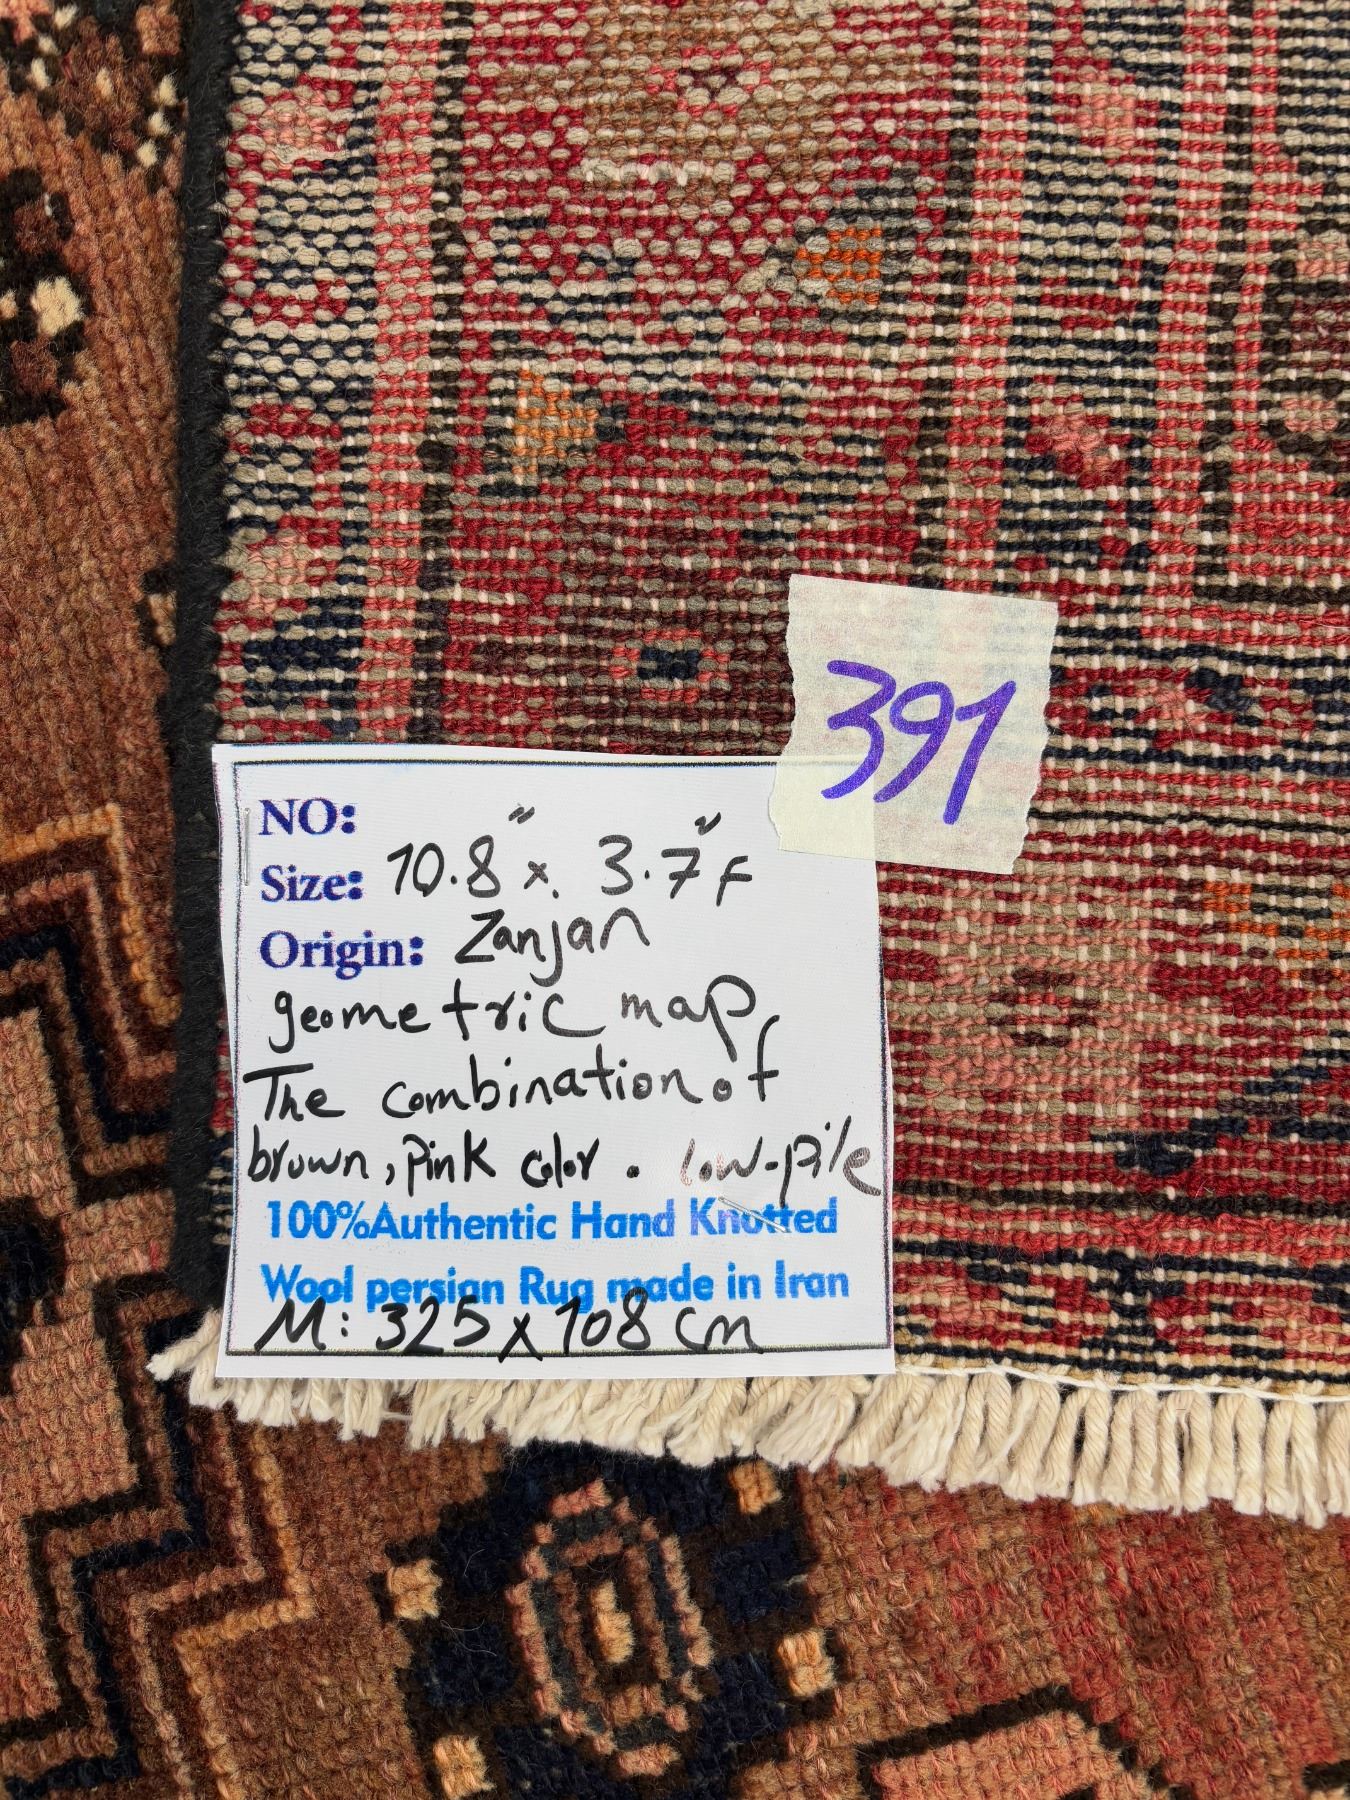 391
NO:
Size: 10.8" x. 3.7" F
Origin: Zanjan
geometric map,
The combination of
brown, pink color. low-pile
100%Authentic Hand Knotted
Wool persian Rug made in Iran
M: 325 x 108 cm